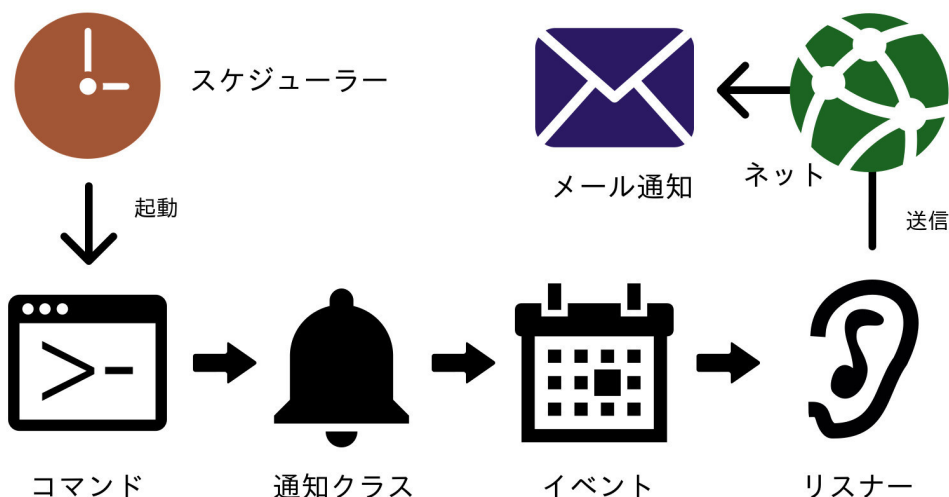 スケジューラー
メール通知
ネット
起動
送信
>-
コマンド
通知クラス
イベント
リスナー